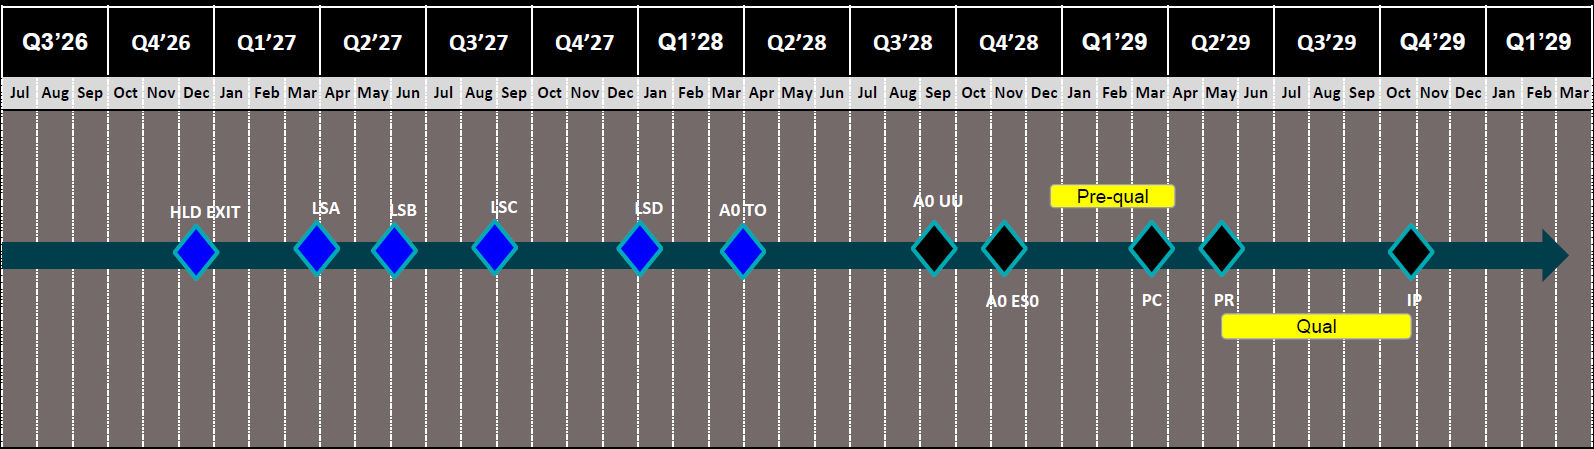 Q3’26 Q4’26 Q1’27 Q2’27 Q3’27 Q4’27 Q1’28 Q2’28 Q3’28 Q4’28 Q1’29 Q2’29 Q3’29 Q4’29 Q1’29
Jul Aug Sep Oct Nov Dec Jan Feb Mar Apr May Jun Jul Aug Sep Oct Nov Dec Jan Feb Mar Apr May Jun Jul Aug Sep Oct Nov Dec Jan Feb Mar Apr May Jun Jul Aug Sep Oct Nov Dec Jan Feb Mar
Pre-qual
HLD EXIT LSA LSB LSC LSD A0 TO A0 UU
A0 ES0 PC PR IP
Qual